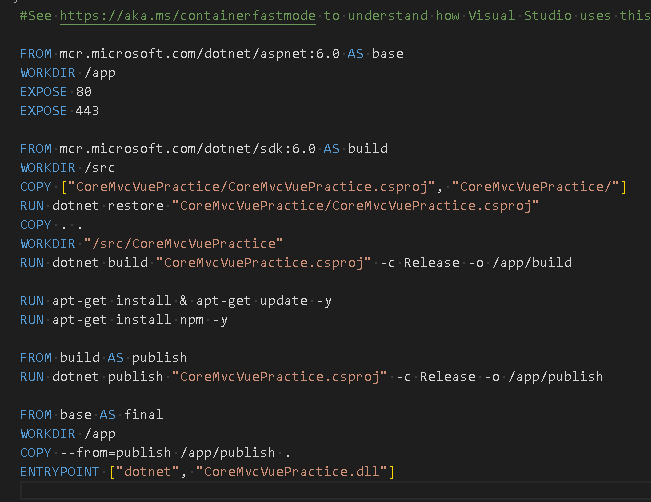 #See https://aka.ms/containerfastmode to understand how Visual Studio uses this
FROM mcr.microsoft.com/dotnet/aspnet:6.0 AS base
WORKDIR /app
EXPOSE 80
EXPOSE 443
FROM mcr.microsoft.com/dotnet/sdk:6.0 AS build
WORKDIR /src
COPY ["CoreMvcVuePractice/CoreMvcVuePractice.csproj", "CoreMvcVuePractice/"]
RUN dotnet restore "CoreMvcVuePractice/CoreMvcVuePractice.csproj"
COPY . .
WORKDIR "/src/CoreMvcVuePractice"
RUN dotnet build "CoreMvcVuePractice.csproj" -c Release -o /app/build
RUN apt-get install & apt-get update -y
RUN apt-get install npm -y
FROM build AS publish
RUN dotnet publish "CoreMvcVuePractice.csproj" -c Release -o /app/publish
FROM base AS final
WORKDIR /app
COPY --from=publish /app/publish .
ENTRYPOINT ["dotnet", "CoreMvcVuePractice.dll"]